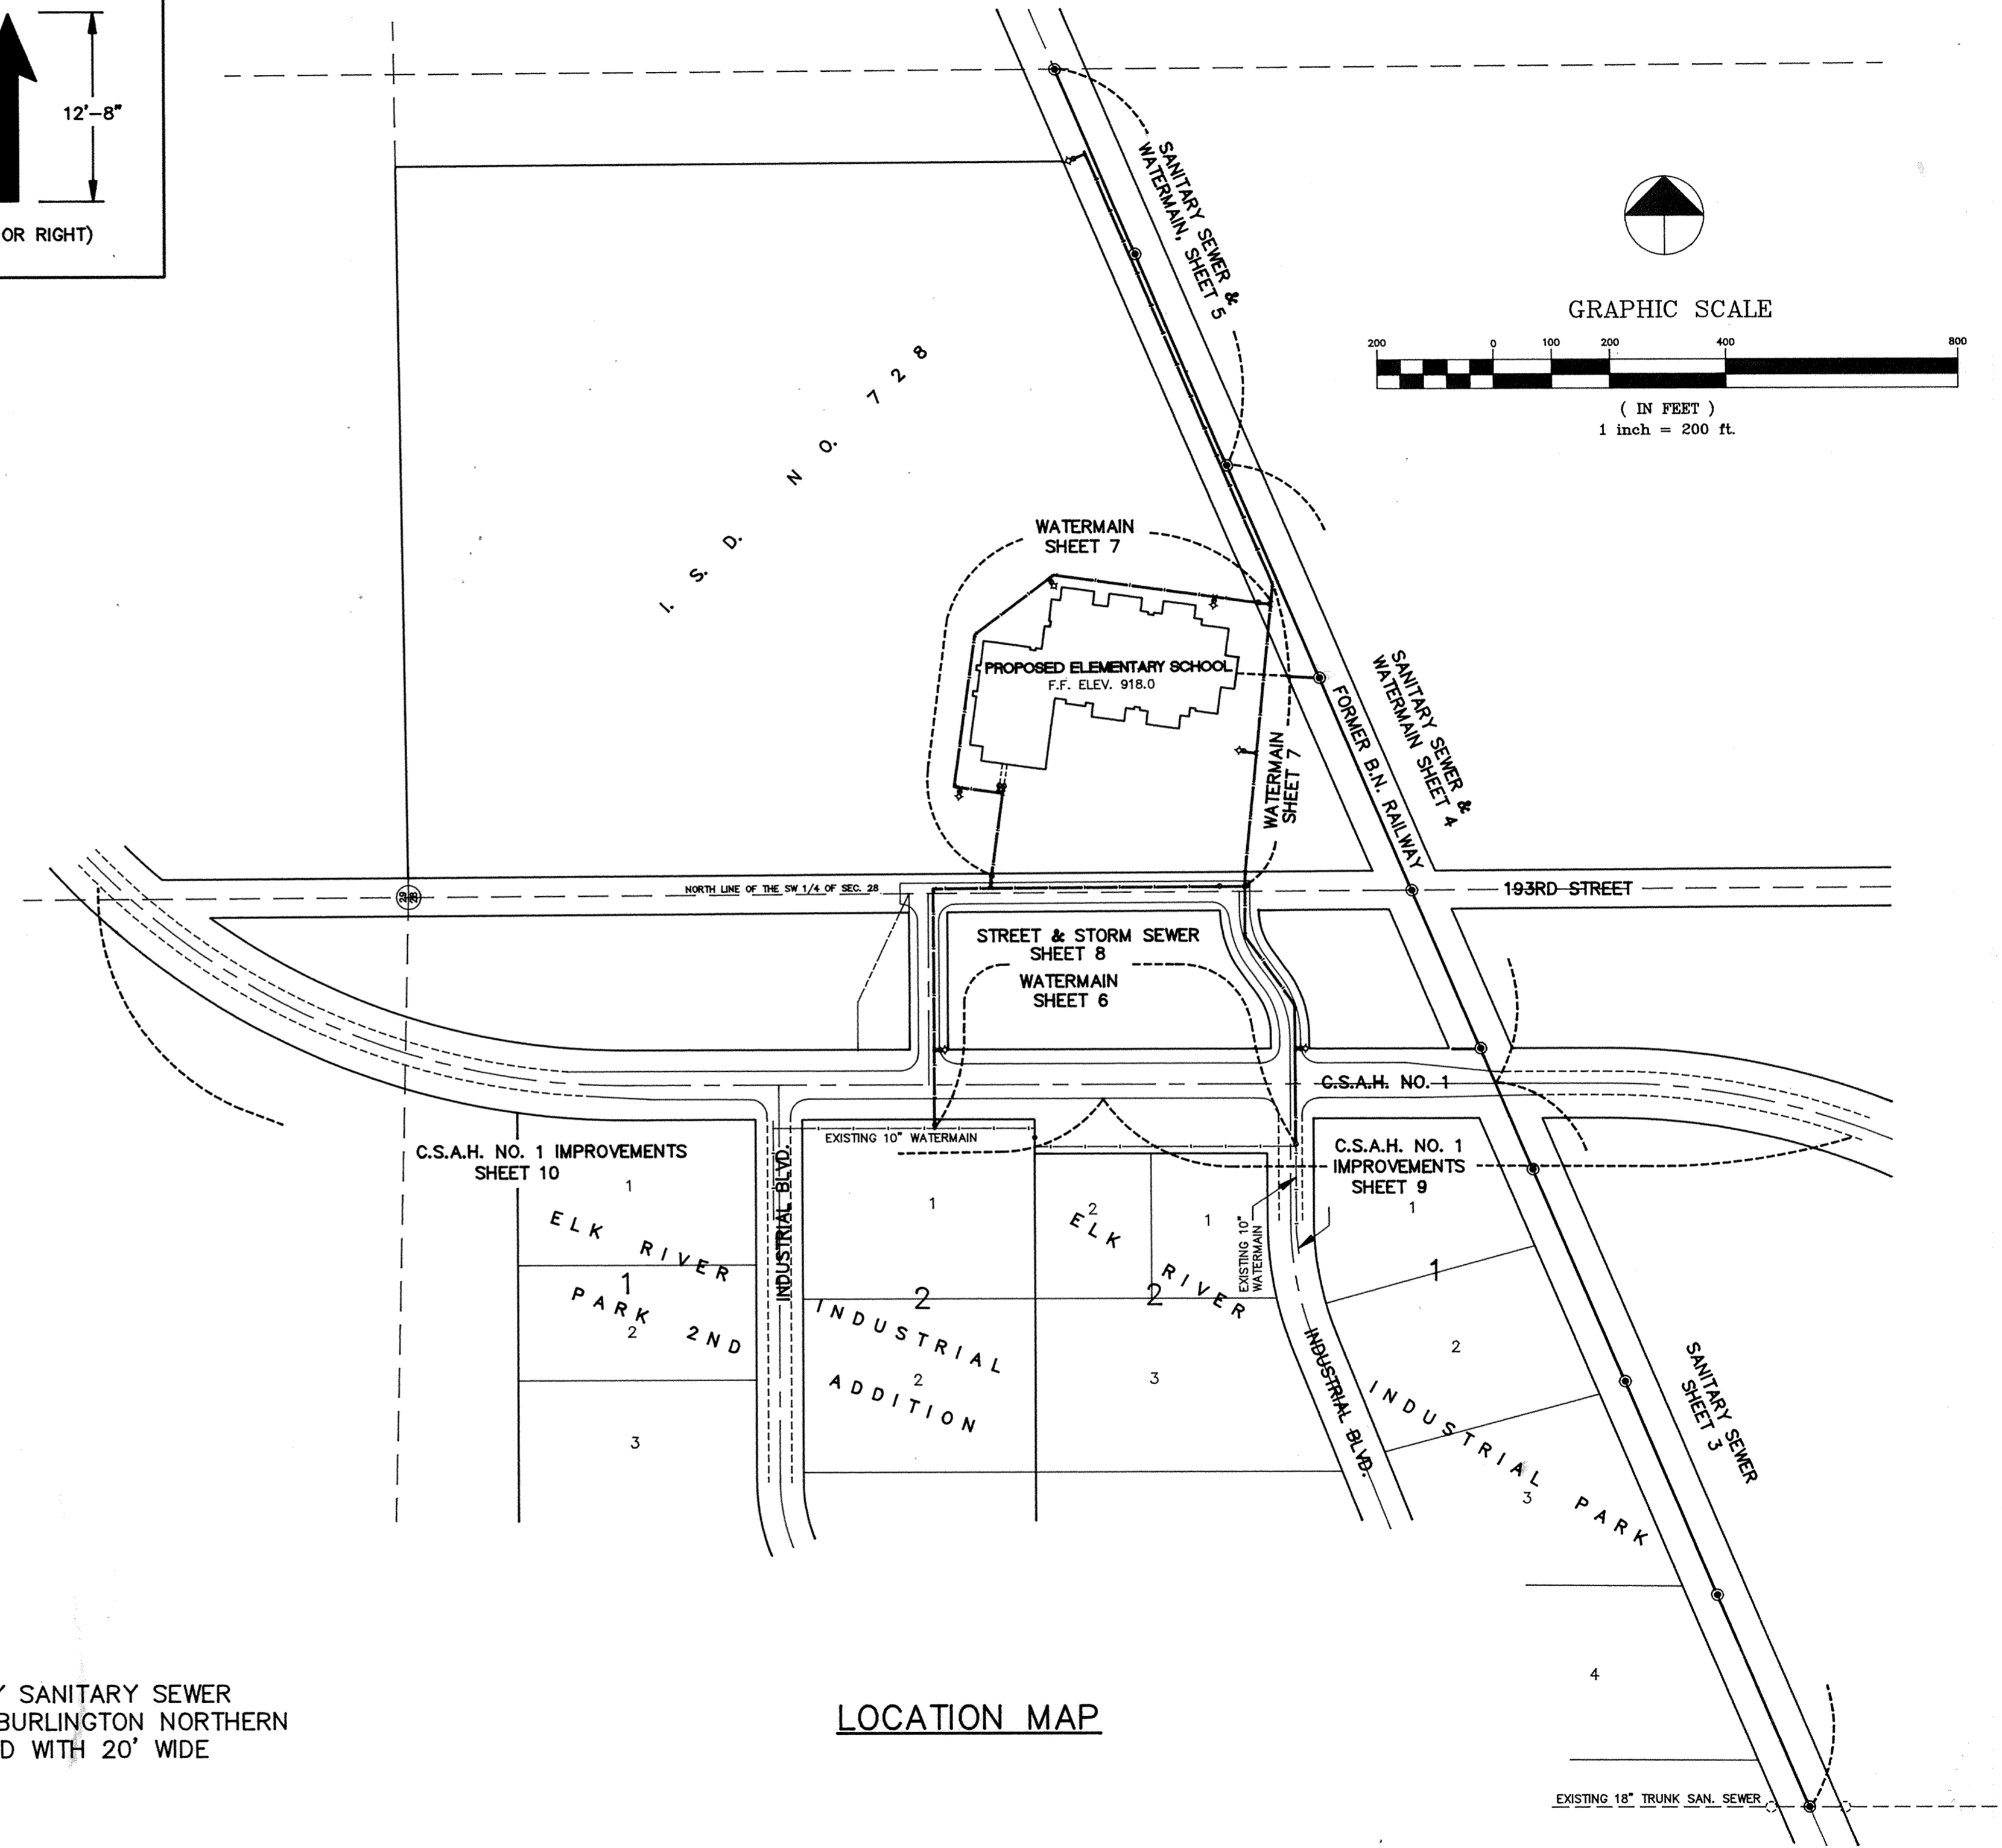 12'-8"
OR RIGHT)
SANITARY SEWER &
WATERMAIN, SHEET 5
GRAPHIC SCALE
200 0 100 200 400 800
( IN FEET )
1 inch = 200 ft.
I. S. D. NO. 728
WATERMAIN
SHEET 7
PROPOSED ELEMENTARY SCHOOL
F.F. ELEV. 918.0
SANITARY SEWER &
WATERMAIN SHEET 4
FORMER B.N. RAILWAY
WATERMAIN
SHEET 7
29
28
NORTH LINE OF THE SW 1/4 OF SEC. 28
193RD STREET
STREET & STORM SEWER
SHEET 8
WATERMAIN
SHEET 6
C.S.A.H. NO. 1
EXISTING 10" WATERMAIN
C.S.A.H. NO. 1 IMPROVEMENTS
SHEET 10
C.S.A.H. NO. 1
IMPROVEMENTS
SHEET 9
INDUSTRIAL BLVD.
EXISTING 10"
WATERMAIN
1
1
2
1
1
ELK RIVER
ELK RIVER
1
2
2
1
PARK 2ND
INDUSTRIAL
2
2
3
2
ADDITION
INDUSTRIAL BLVD.
INDUSTRIAL PARK
3
3
SANITARY SEWER
SHEET 3
4
Y SANITARY SEWER
BURLINGTON NORTHERN
D WITH 20' WIDE
LOCATION MAP
EXISTING 18" TRUNK SAN. SEWER